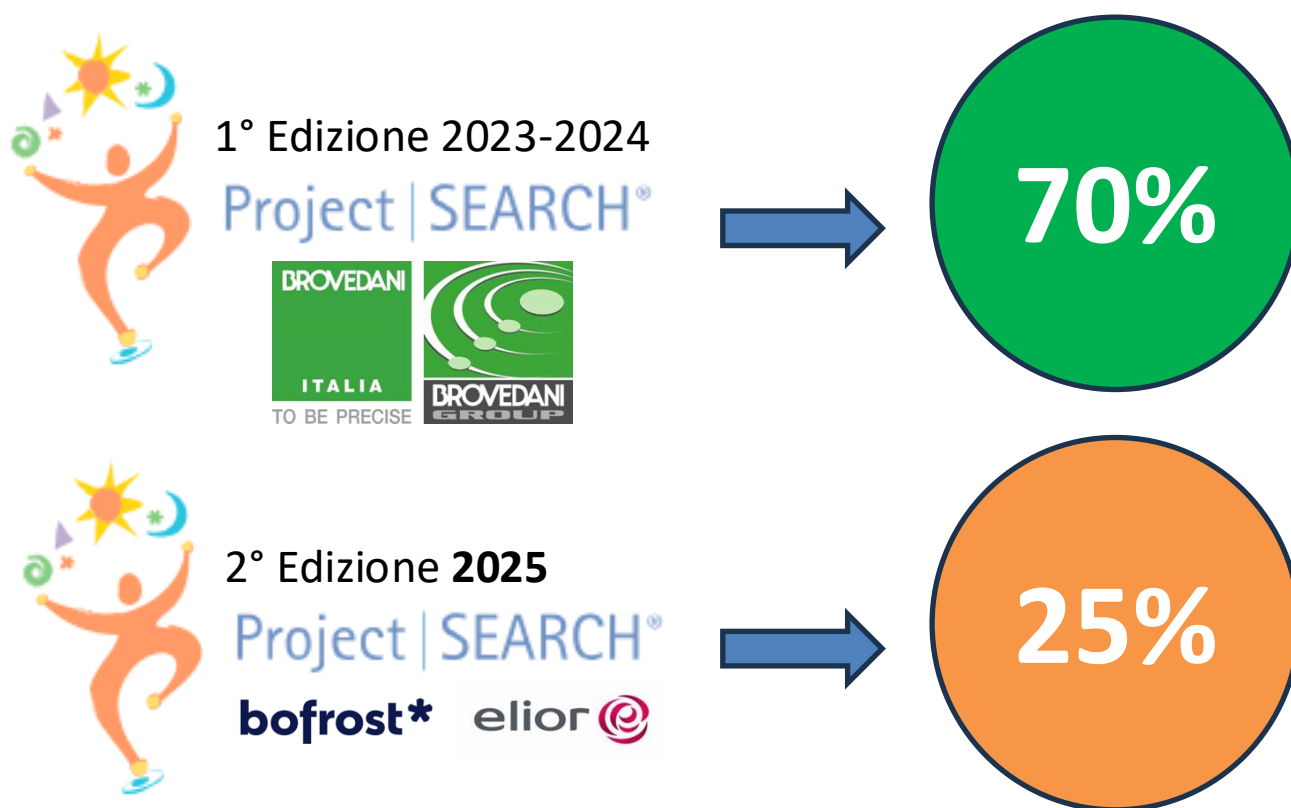 1° Edizione 2023-2024
Project | SEARCH®
BROVEDANI
ITALIA
TO BE PRECISE
BROVEDANI
GROUP
70%
2° Edizione 2025
Project | SEARCH®
bofrost*
elior
25%